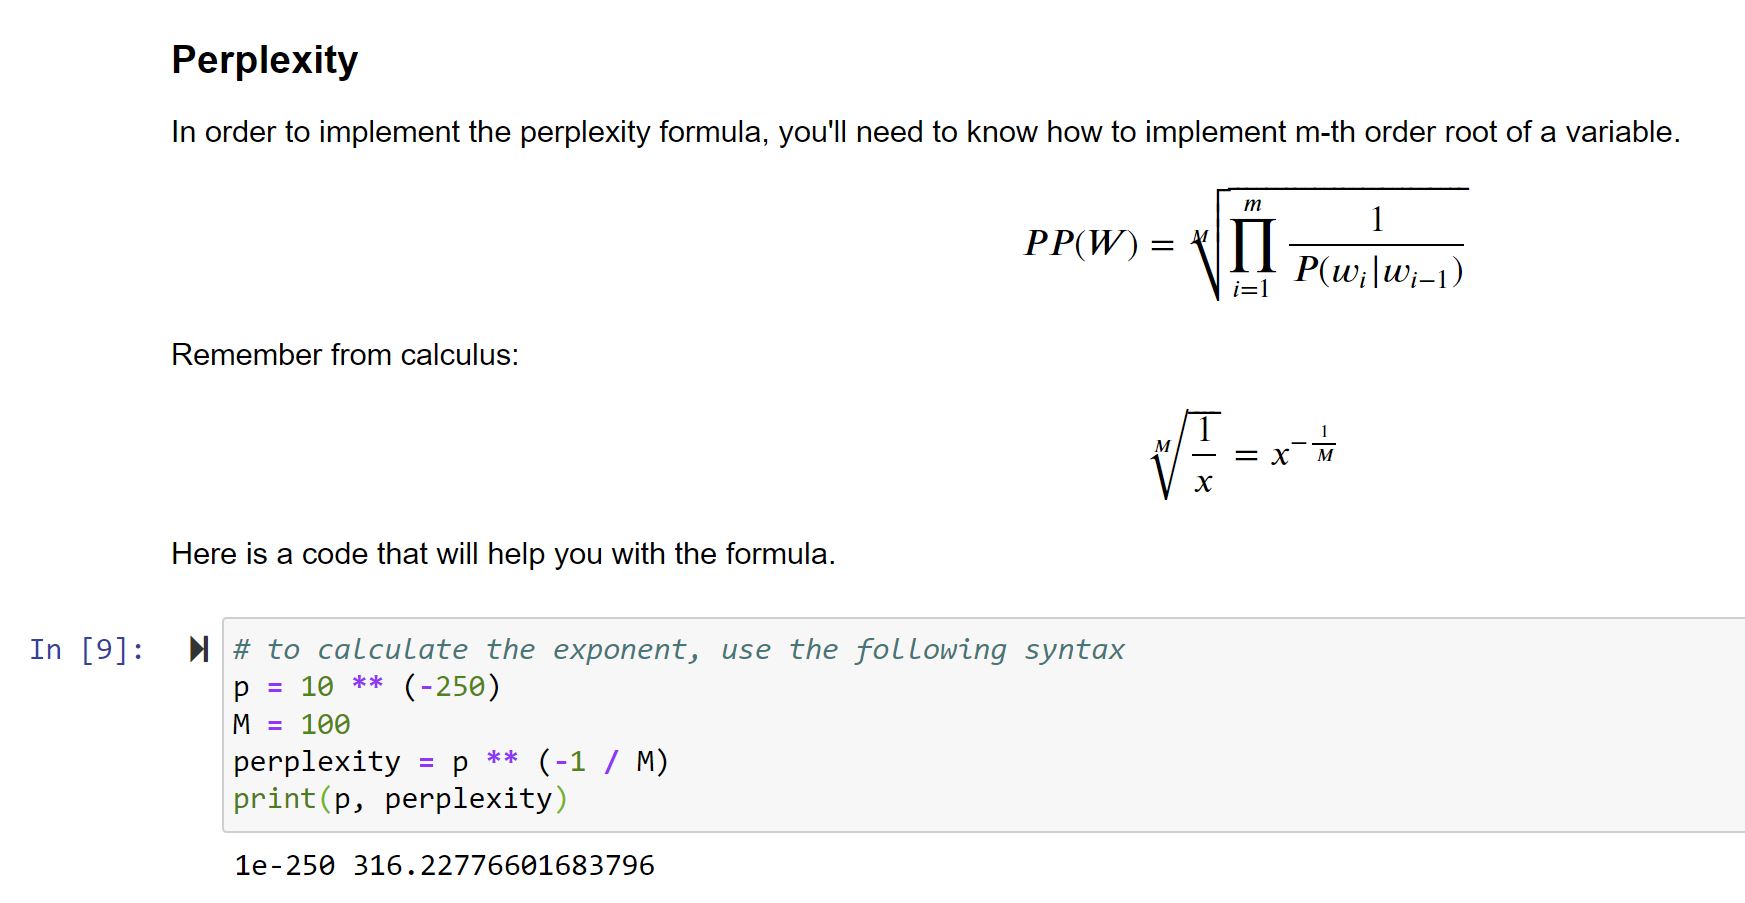 Perplexity
In order to implement the perplexity formula, you'll need to know how to implement m-th order root of a variable.
PP(W) = \sqrt[M]{\prod_{i=1}^{m} \frac{1}{P(w_i|w_{i-1})}}
Remember from calculus:
\sqrt[M]{\frac{1}{x}} = x^{-\frac{1}{M}}
Here is a code that will help you with the formula.
In [9]:
# to calculate the exponent, use the following syntax
p = 10 ** (-250)
M = 100
perplexity = p ** (-1 / M)
print(p, perplexity)
1e-250 316.22776601683796